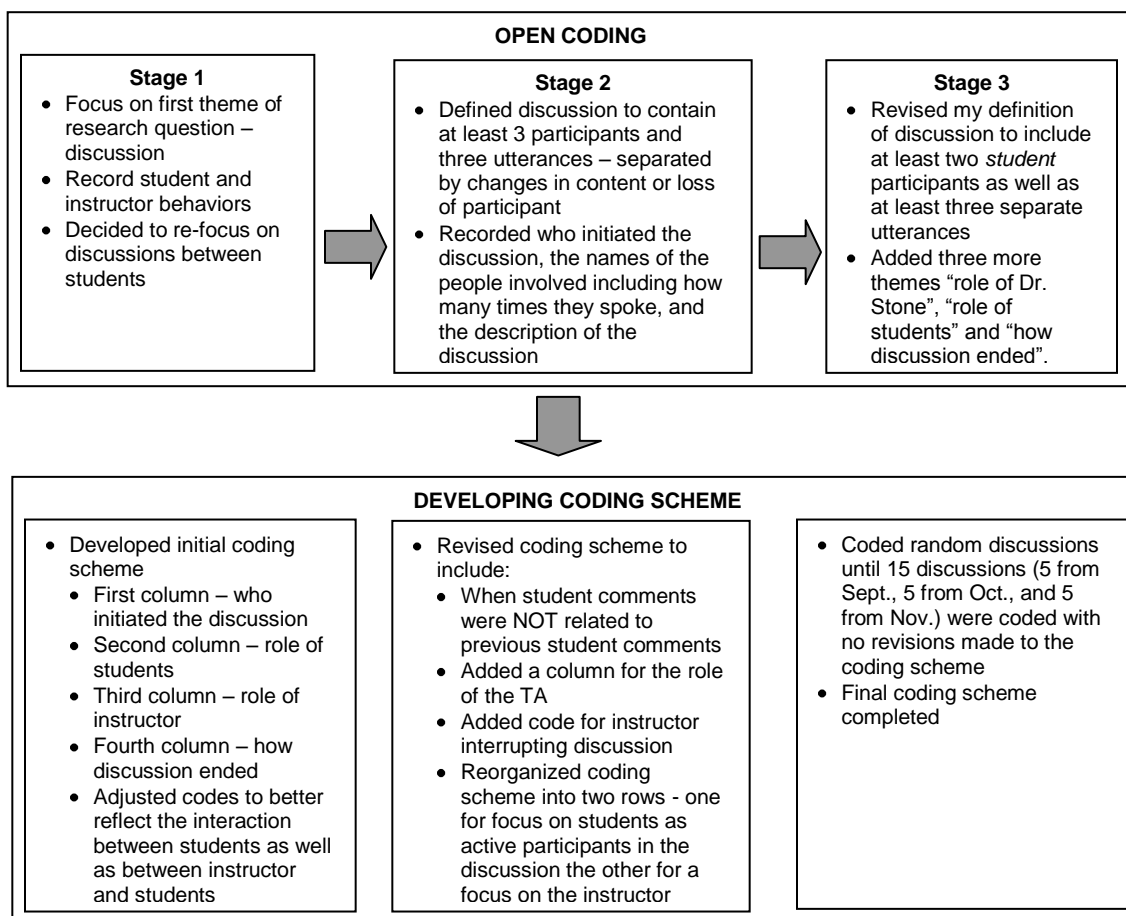 OPEN CODING
Stage 1
• Focus on first theme of
research question –
discussion
• Record student and
instructor behaviors
• Decided to re-focus on
discussions between
students
Stage 2
• Defined discussion to contain
at least 3 participants and
three utterances – separated
by changes in content or loss
of participant
• Recorded who initiated the
discussion, the names of the
people involved including how
many times they spoke, and
the description of the
discussion
Stage 3
• Revised my definition
of discussion to include
at least two student
participants as well as
at least three separate
utterances
• Added three more
themes “role of Dr.
Stone”, “role of
students” and “how
discussion ended”.
DEVELOPING CODING SCHEME
• Developed initial coding
scheme
• First column – who
initiated the discussion
• Second column – role of
students
• Third column – role of
instructor
• Fourth column – how
discussion ended
• Adjusted codes to better
reflect the interaction
between students as well
as between instructor
and students
• Revised coding scheme to
include:
• When student comments
were NOT related to
previous student comments
• Added a column for the role
of the TA
• Added code for instructor
interrupting discussion
• Reorganized coding
scheme into two rows - one
for focus on students as
active participants in the
discussion the other for a
focus on the instructor
• Coded random discussions
until 15 discussions (5 from
Sept., 5 from Oct., and 5
from Nov.) were coded with
no revisions made to the
coding scheme
• Final coding scheme
completed